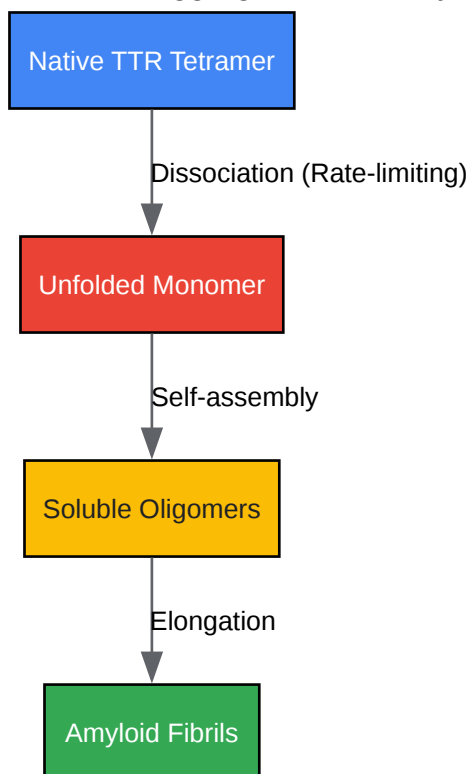 Native TTR Tetramer
Dissociation (Rate-limiting)
Unfolded Monomer
Self-assembly
Soluble Oligomers
Elongation
Amyloid Fibrils